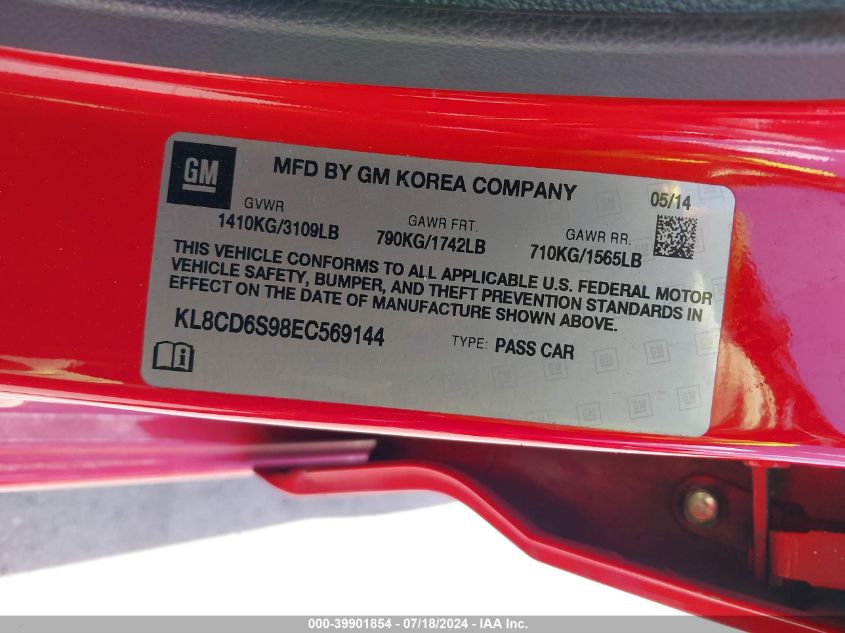 GM
MFD BY GM KOREA COMPANY
05/14
GVWR
1410KG/3109LB
GAWR FRT.
790KG/1742LB
GAWR RR.
710KG/1565LB
THIS VEHICLE CONFORMS TO ALL APPLICABLE U.S. FEDERAL MOTOR
VEHICLE SAFETY, BUMPER, AND THEFT PREVENTION STANDARDS IN
EFFECT ON THE DATE OF MANUFACTURE SHOWN ABOVE.
KL8CD6S98EC569144
TYPE: PASS CAR
000-39901854 - 07/18/2024 - IAA Inc.